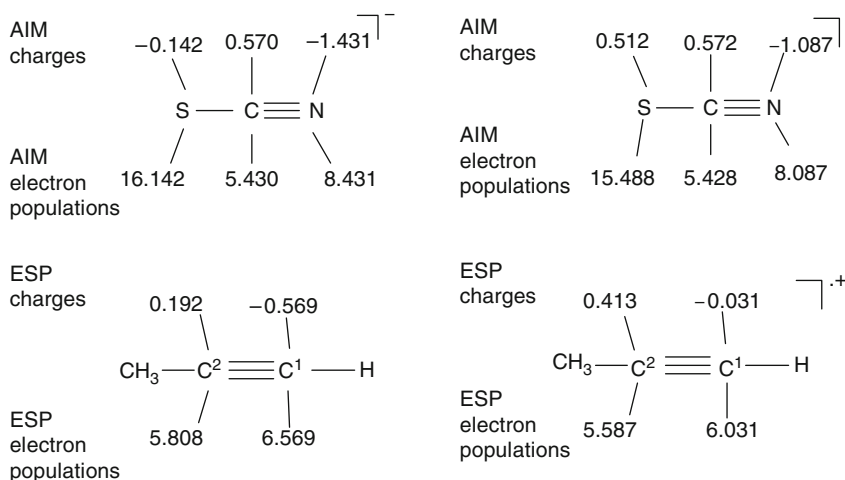 AIM
charges
−0.142 0.570 −1.431 −
S C N
AIM
electron
populations
16.142 5.430 8.431
AIM
charges
0.512 0.572 -1.087
S C N
AIM
electron
populations
15.488 5.428 8.087
ESP
charges
0.192 −0.569
CH₃ C² C¹ H
ESP
electron
populations
5.808 6.569
ESP
charges
0.413 −0.031 .+
CH₃ C² C¹ H
ESP
electron
populations
5.587 6.031